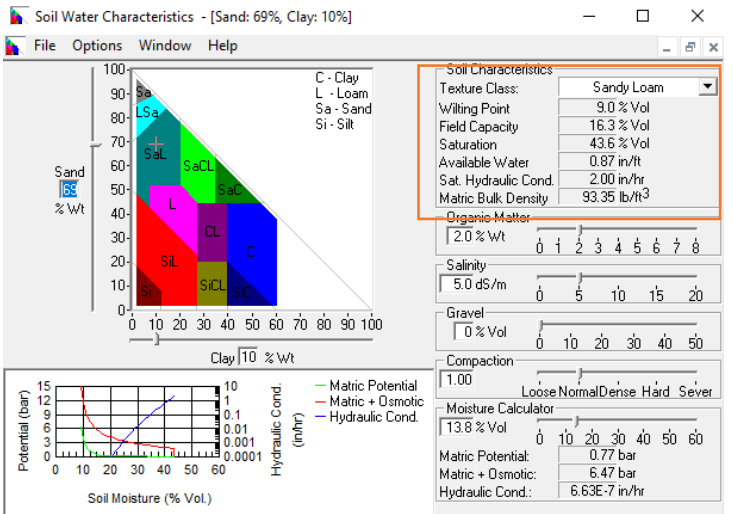 Soil Water Characteristics - [Sand: 69%, Clay: 10%]
File Options Window Help
Sand
69
% Wt
100
90
80
70
60
50
40
30
20
10
0
Sa
LSa
SaL
SaCL
SaC
L
CL
C
SiL
SiCL
SiC
Si
C - Clay
L - Loam
Sa - Sand
Si - Silt
0 10 20 30 40 50 60 70 80 90 100
Clay 10 % Wt
Soil Characteristics
Texture Class: Sandy Loam
Wilting Point 9.0 % Vol
Field Capacity 16.3 % Vol
Saturation 43.6 % Vol
Available Water 0.87 in/ft
Sat. Hydraulic Cond. 2.00 in/hr
Matric Bulk Density 93.35 lb/ft3
Organic Matter
2.0 % Wt
0 1 2 3 4 5 6 7 8
Salinity
5.0 dS/m
0 5 10 15 20
Gravel
0 % Vol
0 10 20 30 40 50
Compaction
1.00
Loose Normal Dense Hard Sever
Moisture Calculator
13.8 % Vol
0 10 20 30 40 50 60
Matric Potential: 0.77 bar
Matric + Osmotic: 6.47 bar
Hydraulic Cond.: 6.63E-7 in/hr
Potential (bar)
15
12
9
6
3
0
0 10 20 30 40 50 60
Soil Moisture (% Vol.)
10
1
0.1
0.01
0.001
0.0001
Hydraulic Cond.
(in/hr)
Matric Potential
Matric + Osmotic
Hydraulic Cond.